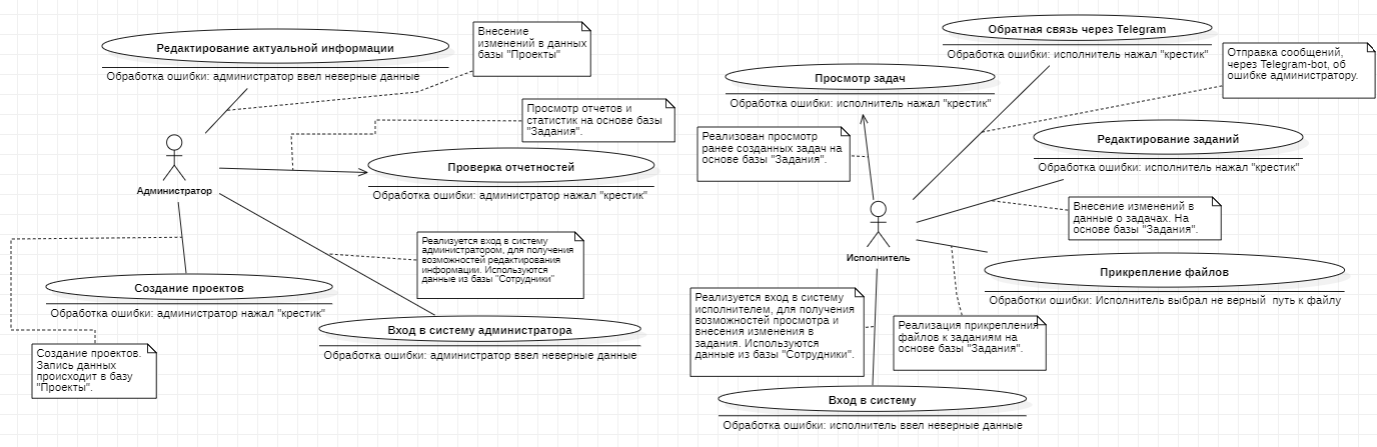 Редактирование актуальной информации
Обработка ошибки: администратор ввел неверные данные
Внесение
изменений в данных
базы "Проекты"
Просмотр отчетов и
статистик на основе базы
"Задания".
Проверка отчетностей
Обработка ошибки: администратор нажал "крестик"
Администратор
Реализуется вход в систему
администратором, для получения
возможностей редактирования
информации. Используются
данные из базы "Сотрудники"
Создание проектов
Обработка ошибки: администратор нажал "крестик"
Вход в систему администратора
Обработка ошибки: администратор ввел неверные данные
Создание проектов.
Запись данных
происходит в базу
"Проекты".
Обратная связь через Telegram
Обработка ошибки: исполнитель нажал "крестик"
Отправка сообщений,
через Telegram-bot, об
ошибке администратору.
Просмотр задач
Обработка ошибки: исполнитель нажал "крестик"
Реализован просмотр
ранее созданных задач на
основе базы "Задания".
Редактирование заданий
Обработка ошибки: исполнитель нажал "крестик"
Внесение изменений в
данные о задачах. На
основе базы "Задания".
Исполнитель
Прикрепление файлов
Обработки ошибки: Исполнитель выбрал не верный  путь к файлу
Реализуется вход в систему
исполнителем, для получения
возможностей просмотра и
внесения изменения в
задания. Используются
данные из базы "Сотрудники".
Реализация прикрепления
файлов к заданиям на
основе базы "Задания".
Вход в систему
Обработка ошибки: исполнитель ввел неверные данные